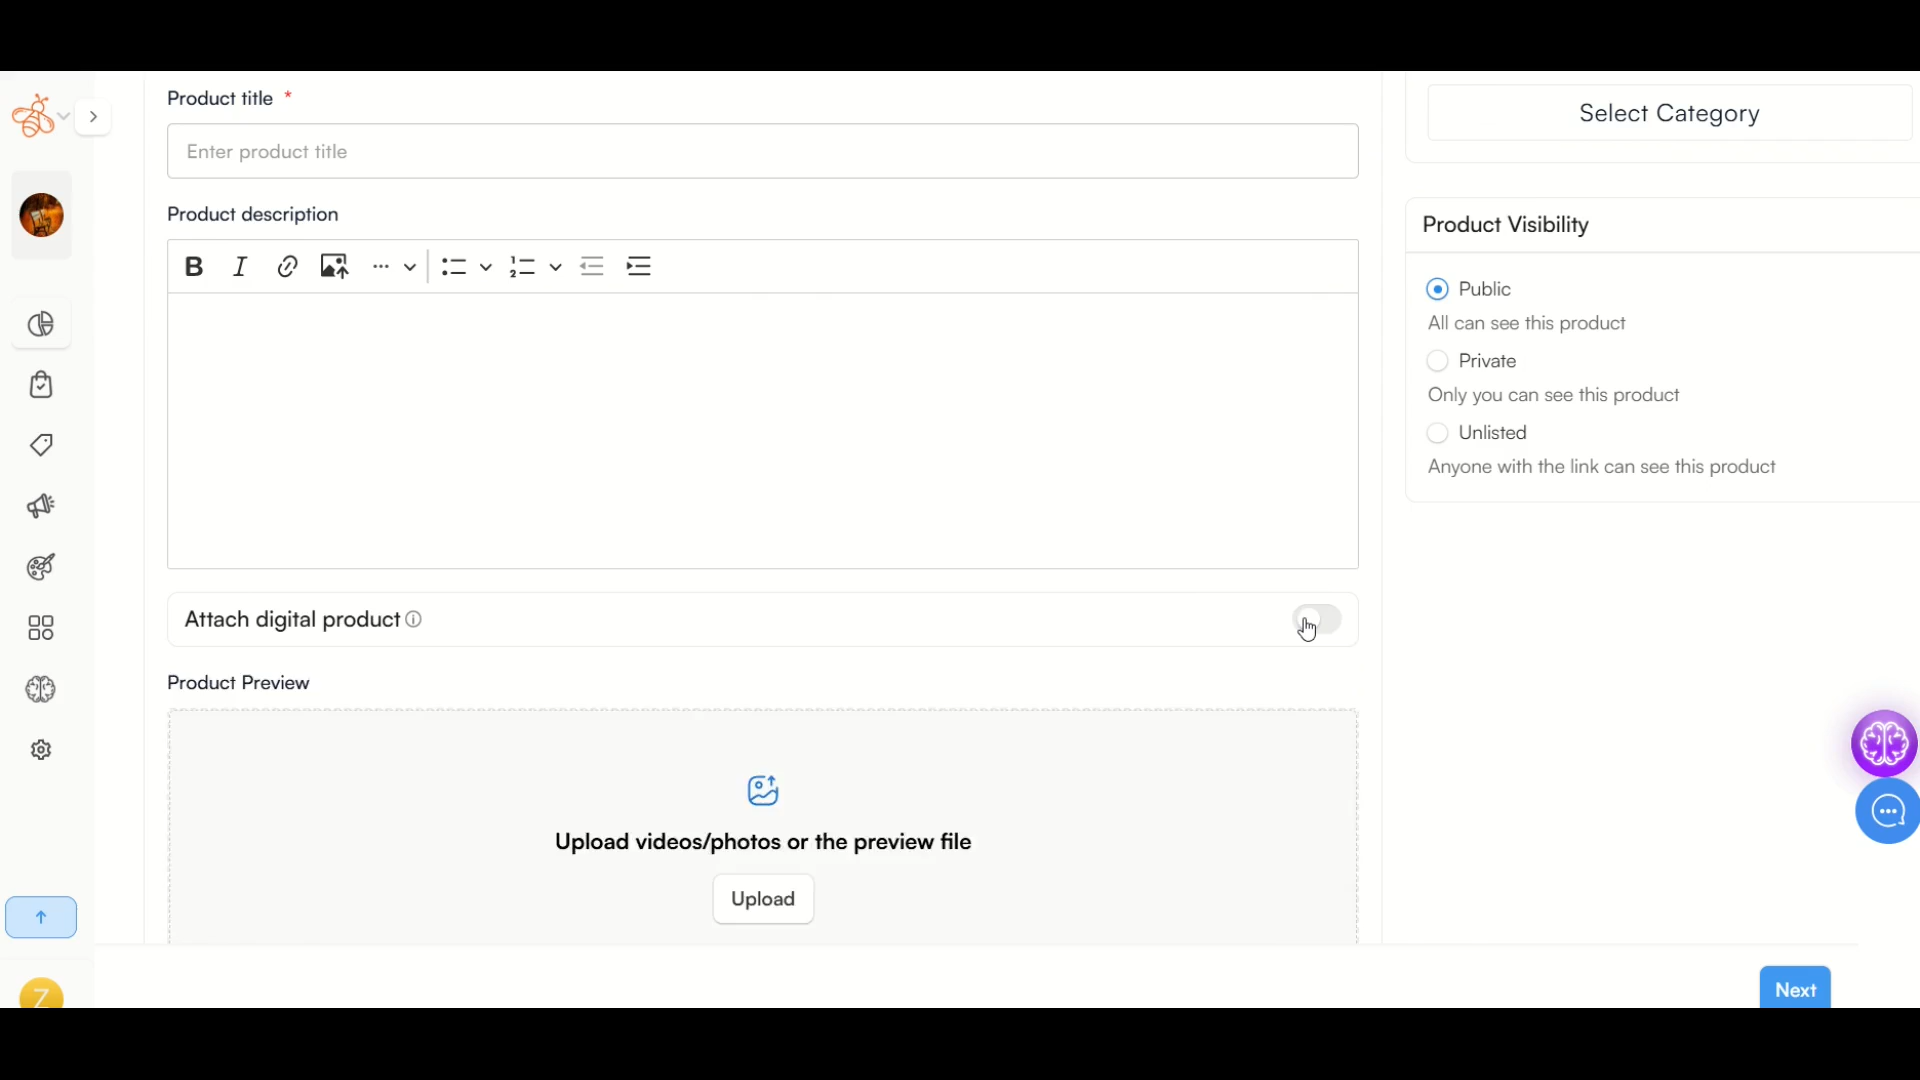 Product title *
Enter product title
Product description
B I
Attach digital product
Product Preview
Upload videos/photos or the preview file
Upload
Select Category
Product Visibility
Public
All can see this product
Private
Only you can see this product
Unlisted
Anyone with the link can see this product
Z
Next